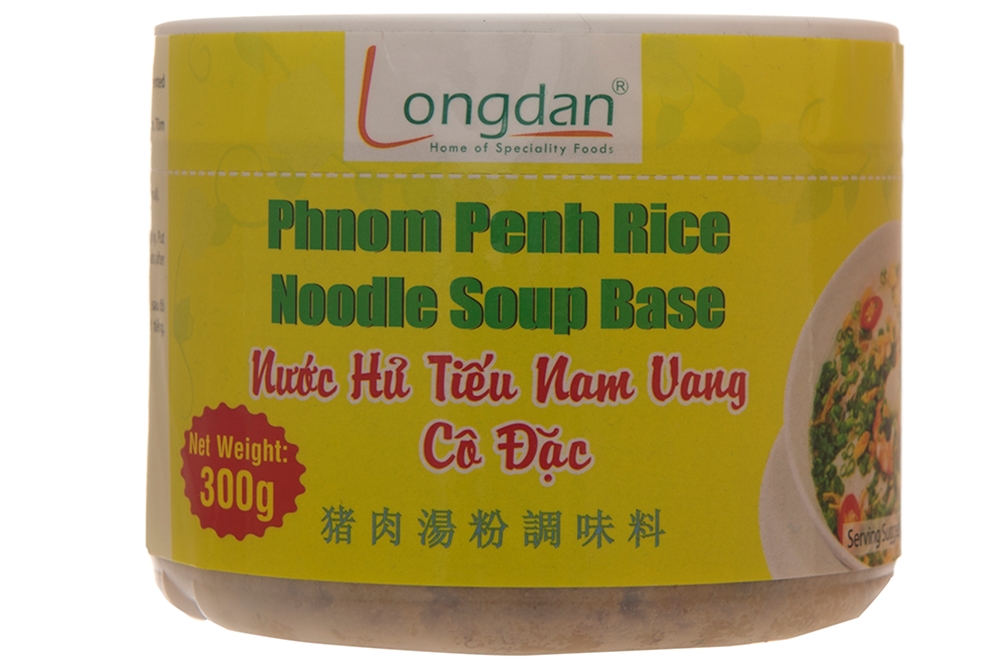 Longdan®
Home of Speciality Foods
Phnom Penh Rice
Noodle Soup Base
Nước Hủ Tiếu Nam Vang
Cô Đặc
Net Weight:
300g
猪肉湯粉調味料
Serving